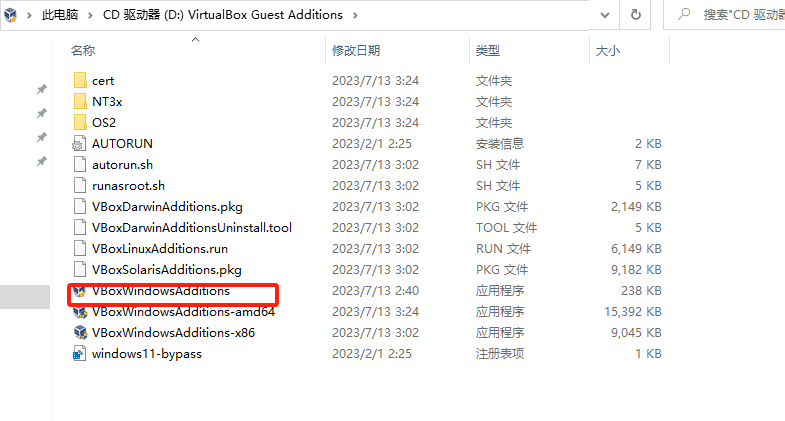 此电脑 > CD 驱动器 (D:) VirtualBox Guest Additions > 搜索"CD 驱动器
名称 修改日期 类型 大小
cert 2023/7/13 3:24 文件夹
NT3x 2023/7/13 3:24 文件夹
OS2 2023/7/13 3:24 文件夹
AUTORUN 2023/2/1 2:25 安装信息 2 KB
autorun.sh 2023/7/13 3:02 SH 文件 7 KB
runasroot.sh 2023/7/13 3:02 SH 文件 5 KB
VBoxDarwinAdditions.pkg 2023/7/13 3:02 PKG 文件 2,149 KB
VBoxDarwinAdditionsUninstall.tool 2023/7/13 3:02 TOOL 文件 5 KB
VBoxLinuxAdditions.run 2023/7/13 3:02 RUN 文件 6,149 KB
VBoxSolarisAdditions.pkg 2023/7/13 3:02 PKG 文件 9,182 KB
VBoxWindowsAdditions 2023/7/13 2:40 应用程序 238 KB
VBoxWindowsAdditions-amd64 2023/7/13 3:24 应用程序 15,392 KB
VBoxWindowsAdditions-x86 2023/7/13 3:02 应用程序 9,045 KB
windows11-bypass 2023/2/1 2:25 注册表项 1 KB